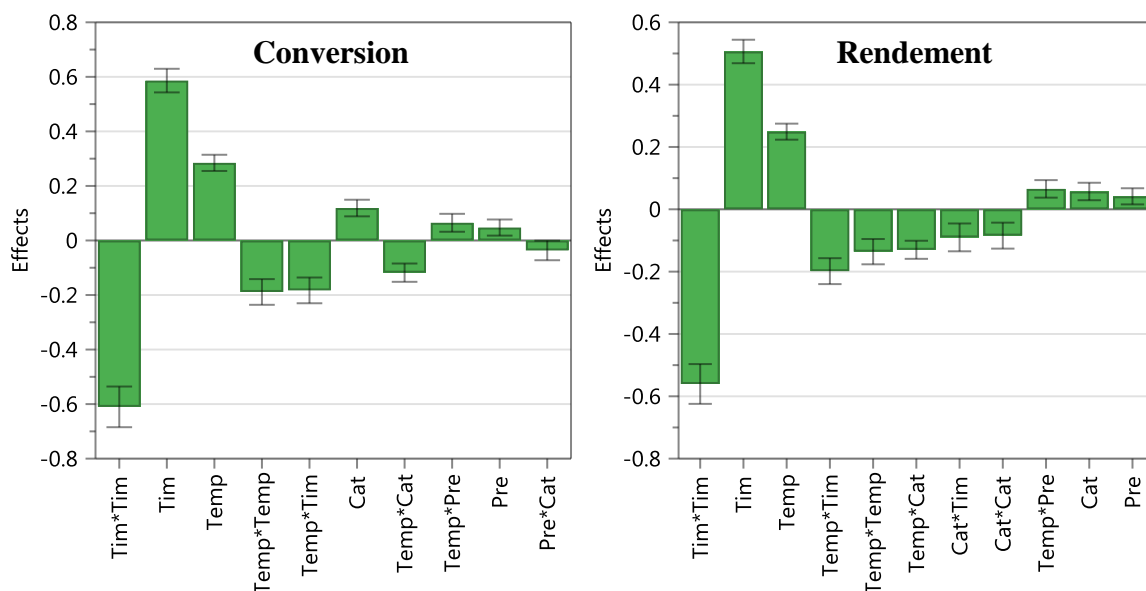 Conversion
Effects
0.8
0.6
0.4
0.2
0
-0.2
-0.4
-0.6
-0.8
Tim*Tim
Tim
Temp
Temp*Temp
Temp*Tim
Cat
Temp*Cat
Temp*Pre
Pre
Pre*Cat
Rendement
Effects
0.6
0.4
0.2
0
-0.2
-0.4
-0.6
0.8
Tim*Tim
Tim
Temp
Temp*Tim
Temp*Temp
Temp*Cat
Cat*Tim
Cat*Cat
Temp*Pre
Cat
Pre